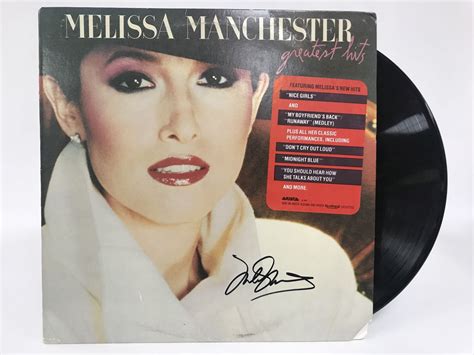 MELISSA MANCHESTER
greatest hits
FEATURING MELISSA'S NEW HITS
"NICE GIRLS"
AND
"MY BOYFRIEND'S BACK"
"RUNAWAY" (MEDLEY)
PLUS ALL HER CLASSIC
PERFORMANCES, INCLUDING
"DON'T CRY OUT LOUD"
"MIDNIGHT BLUE"
"YOU SHOULD HEAR HOW
SHE TALKS ABOUT YOU"
AND MORE.
ARISTA